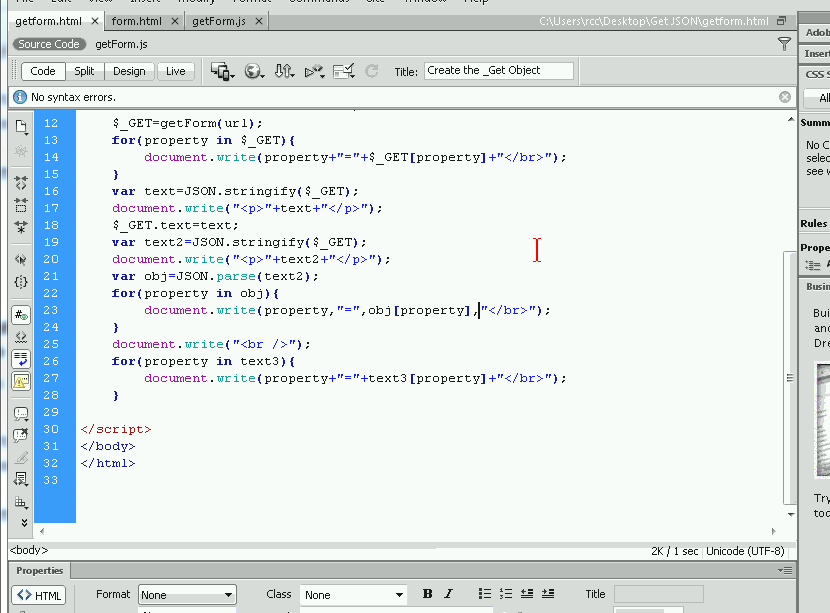 getform.html × form.html × getForm.js × C:\Users\rcc\Desktop\Get JSON\getform.html
Source Code getForm.js
Code Split Design Live Title: Create the _Get Object
No syntax errors.
12 $_GET=getForm(url);
13 for(property in $_GET){
14 document.write(property+"="+$_GET[property]+"</br>");
15 }
16 var text=JSON.stringify($_GET);
17 document.write("<p>"+text+"</p>");
18 $_GET.text=text;
19 var text2=JSON.stringify($_GET);
20 document.write("<p>"+text2+"</p>");
21 var obj=JSON.parse(text2);
22 for(property in obj){
23 document.write(property,"=",obj[property],"</br>");
24 }
25 document.write("<br />");
26 for(property in text3){
27 document.write(property+"="+text3[property]+"</br>");
28 }
29
30 </script>
31 </body>
32 </html>
33
<body> 2K / 1 sec Unicode (UTF-8)
Properties
<> HTML Format None Class None B I Title
Adob
Insert
CSS S
All
Summ
No C
selec
see w
Rules
Prope
Busin
Bui
and
Dre
Try
too